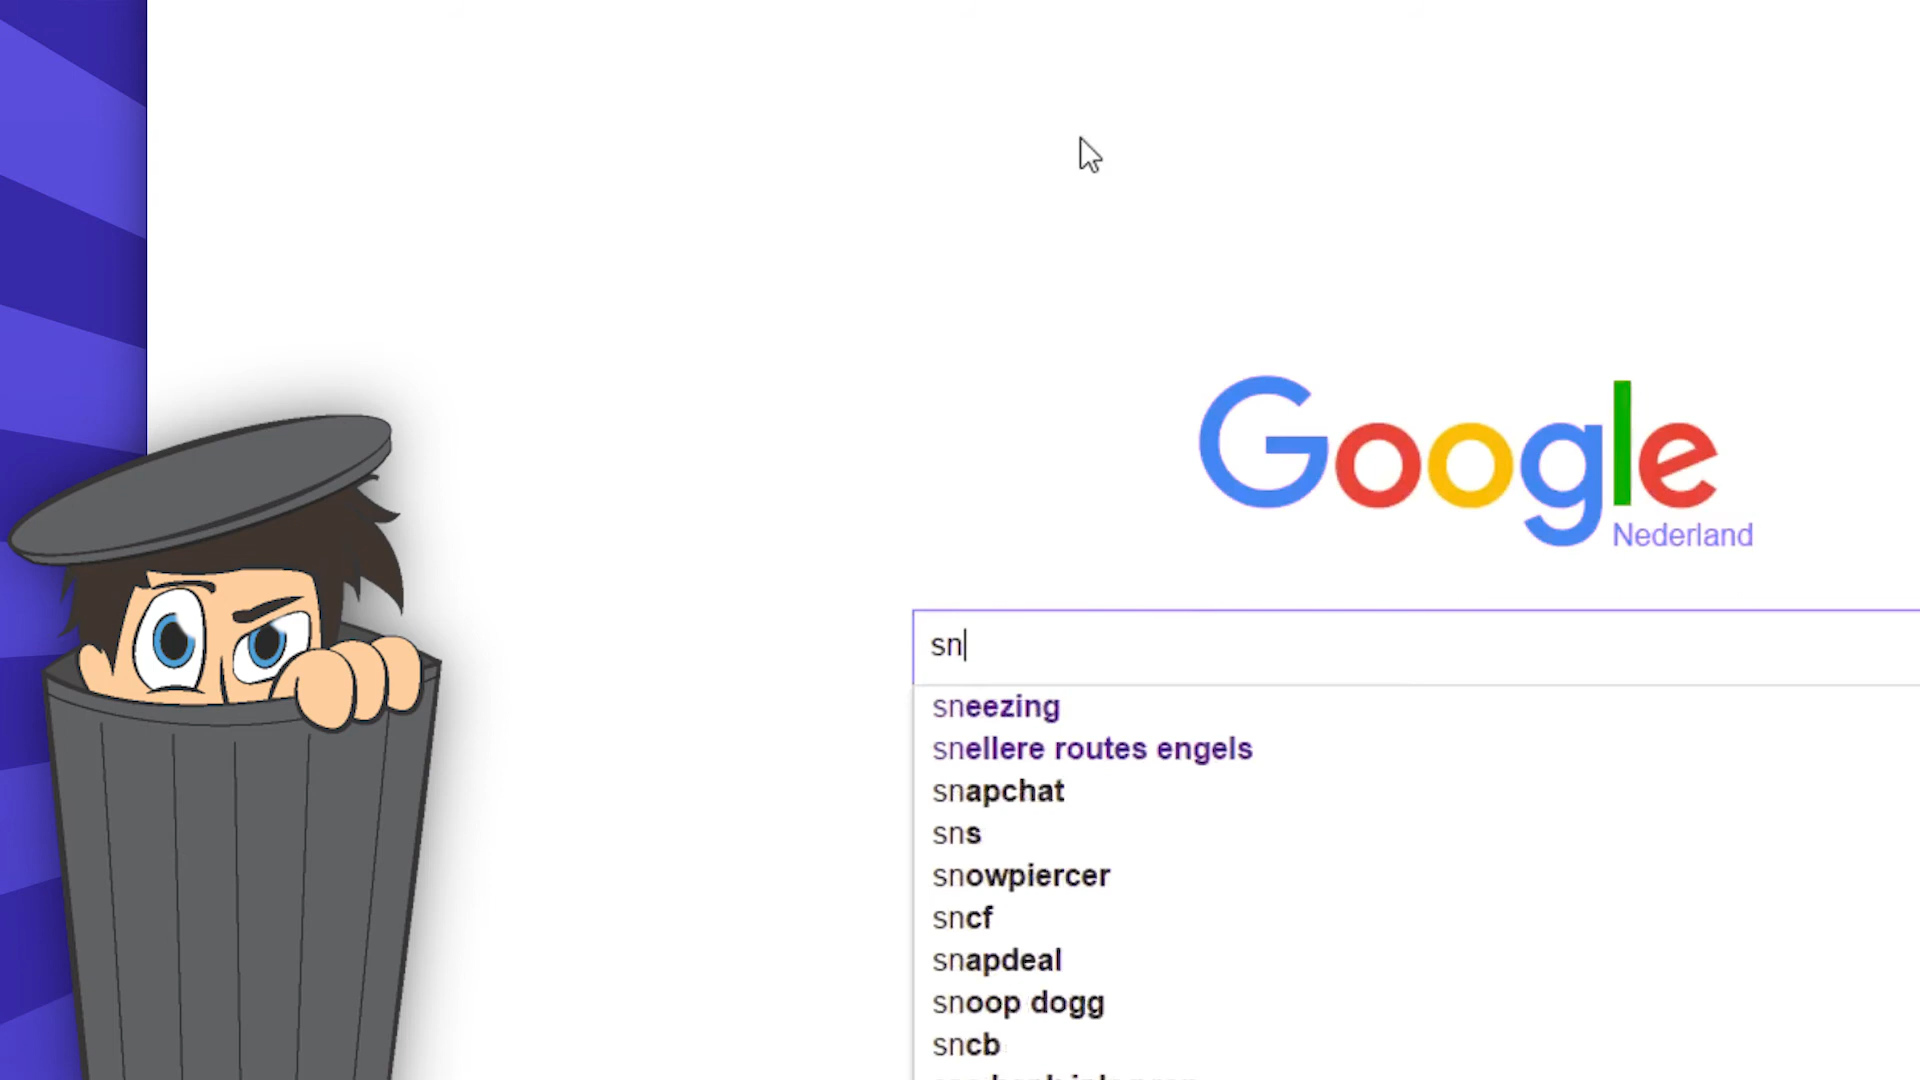 Google
Nederland
sn
sneezing
snellere routes engels
snapchat
sns
snowpiercer
sncf
snapdeal
snoop dogg
sncb